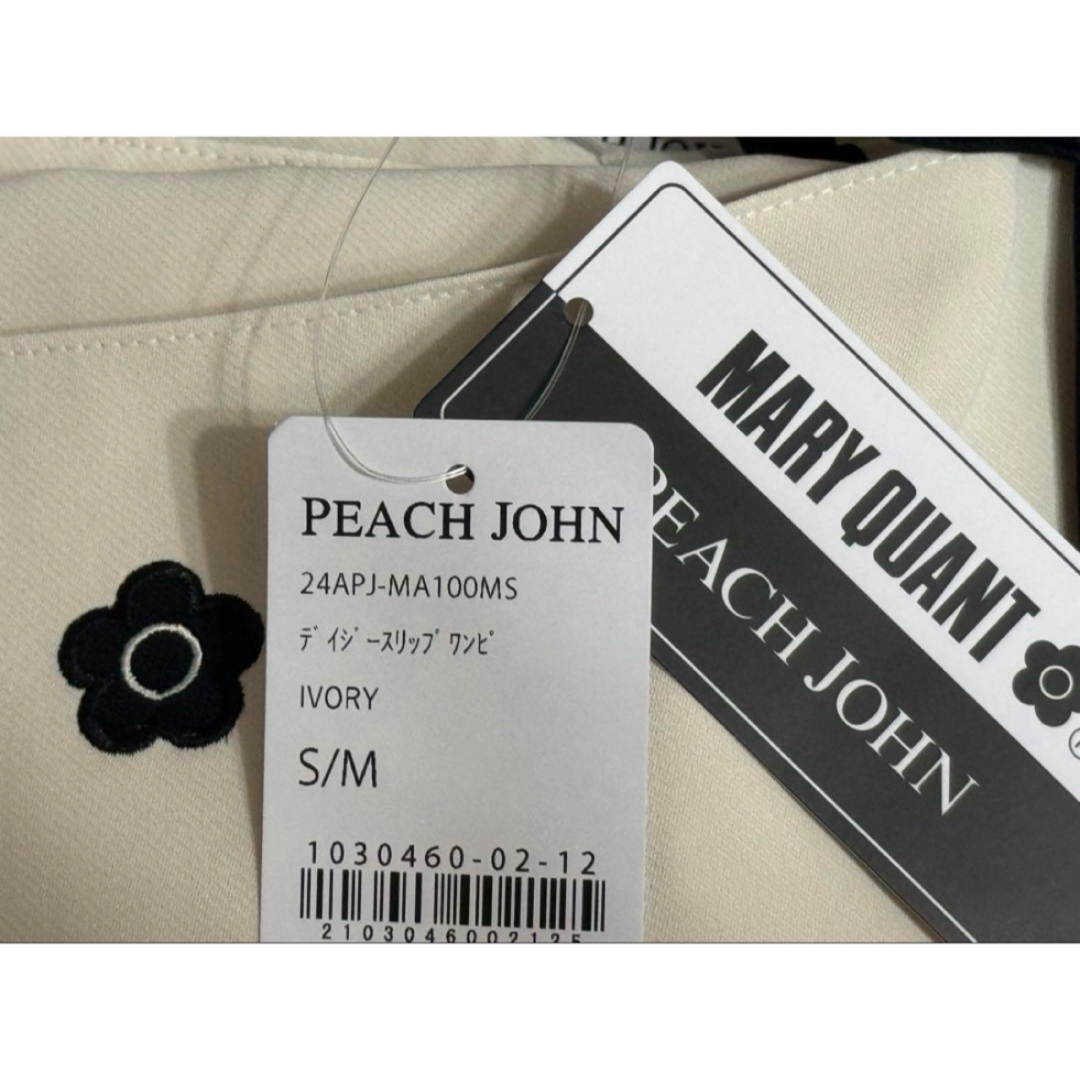 PEACH JOHN
24APJ-MA100MS
ﾃﾞｲｼﾞｰｽﾘｯﾌﾟﾜﾝﾋﾟ
IVORY
S/M
1030460-02-12
2103046002125
MARY QUANT
PEACH JOHN